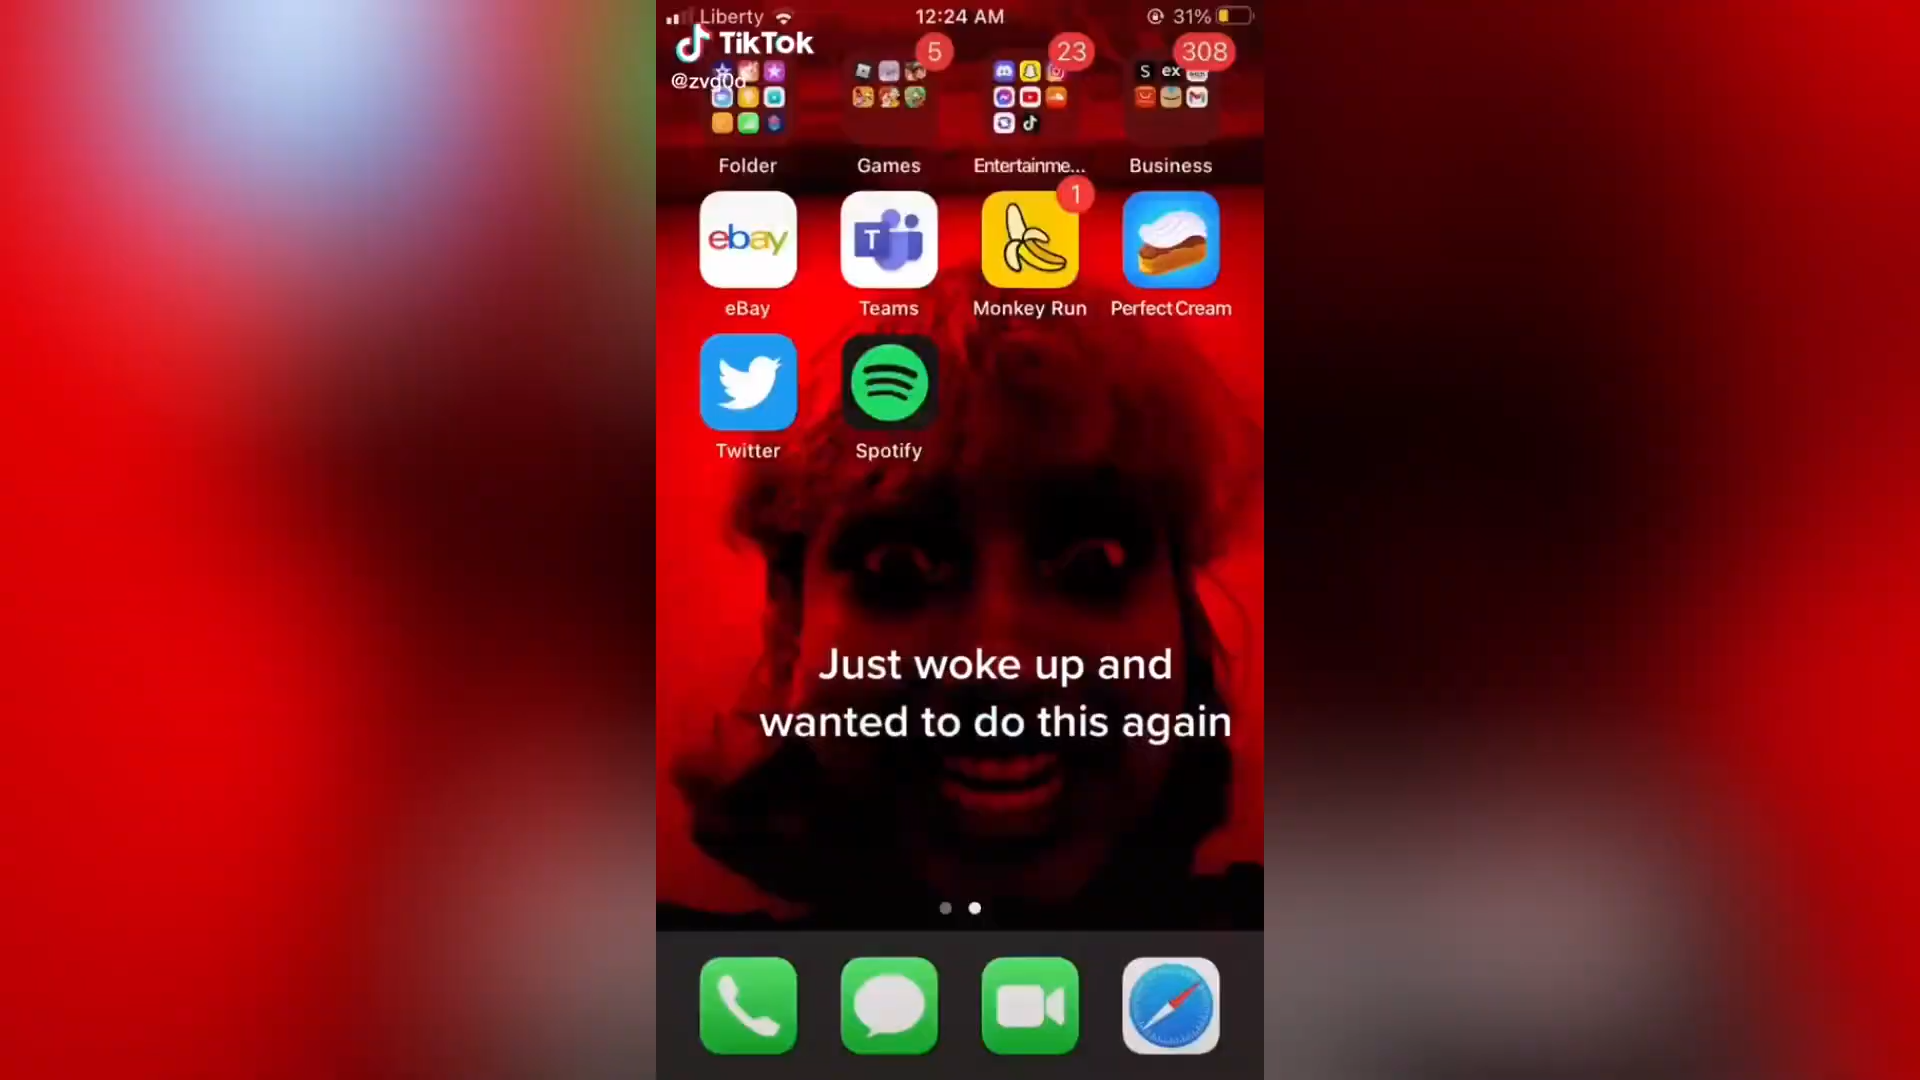 Liberty 12:24 AM 31%
TikTok
5 23 308
S ex
Folder Games Entertainme... Business
1
ebay T
eBay Teams Monkey Run Perfect Cream
Twitter Spotify
Just woke up and
wanted to do this again